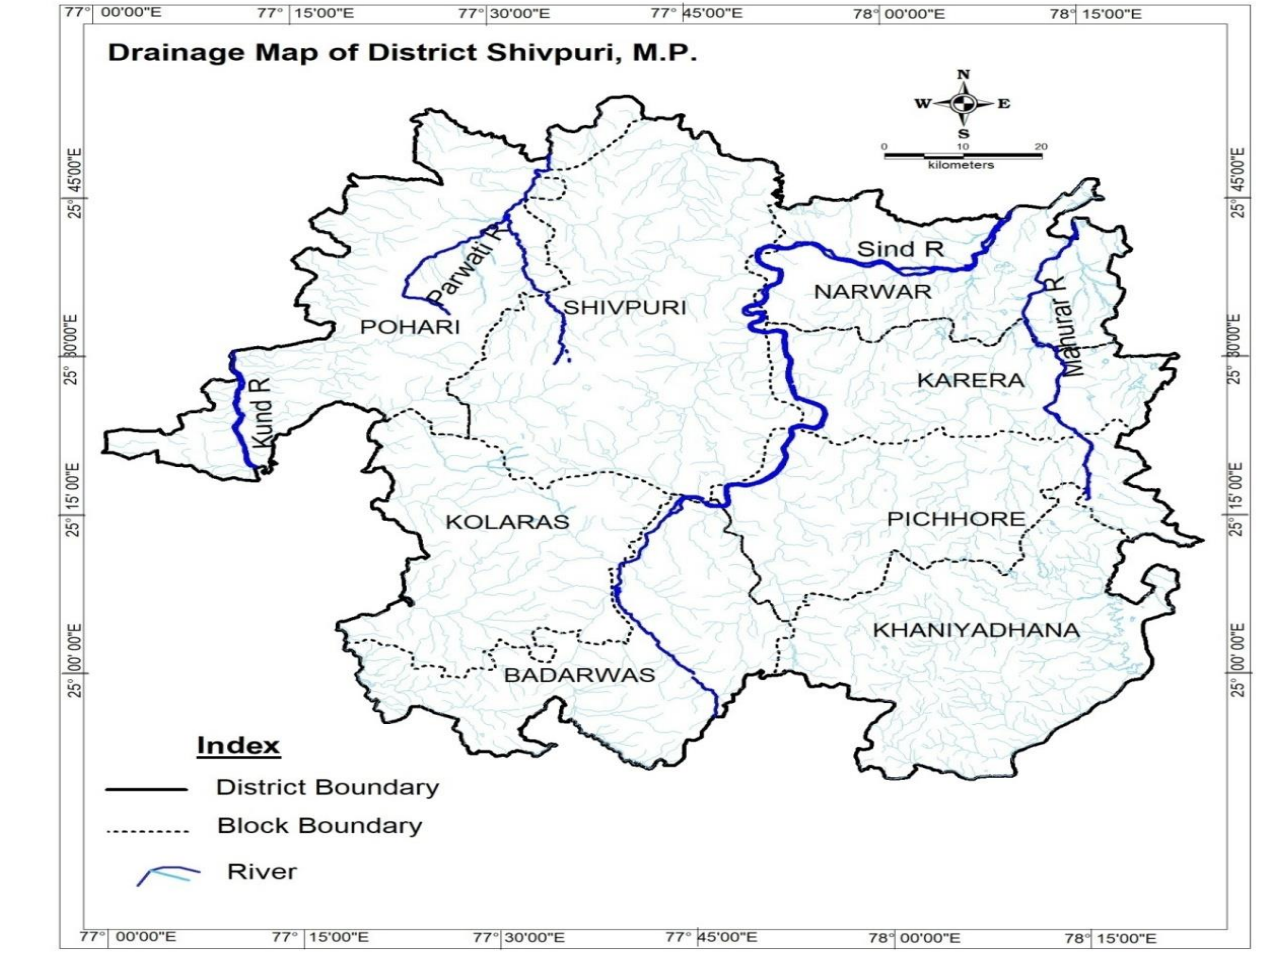 77° 00'00"E 77° 15'00"E 77° 30'00"E 77° 45'00"E 78° 00'00"E 78° 15'00"E
Drainage Map of District Shivpuri, M.P.
N
W E
S
0 10 20
kilometers
25° 45'00"E
25° 45'00"E
Sind R
Parwati R
NARWAR
SHIVPURI
POHARI
Mahurar R
25° 30'00"E
25° 30'00"E
KARERA
Kund R
25° 15'00"E
25° 15' 00"E
KOLARAS
PICHHORE
KHANIYADHANA
25° 00' 00"E
25° 00' 00"E
BADARWAS
Index
District Boundary
Block Boundary
River
77° 00'00"E 77° 15'00"E 77° 30'00"E 77° 45'00"E 78° 00'00"E 78° 15'00"E